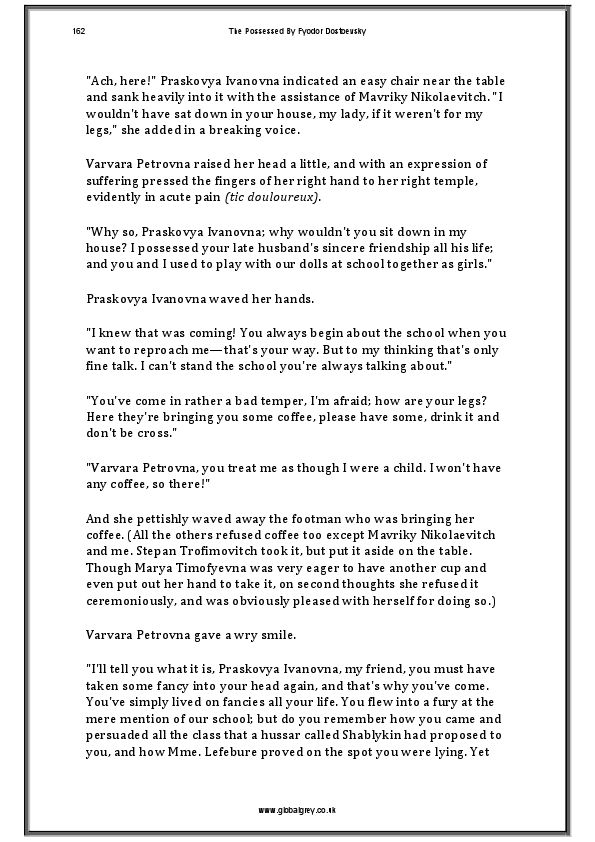 162
The Possessed By Fyodor Dostoevsky
"Ach, here!" Praskovya Ivanovna indicated an easy chair near the table
and sank heavily into it with the assistance of Mavriky Nikolaevitch. "I
wouldn't have sat down in your house, my lady, if it weren't for my
legs," she added in a breaking voice.
Varvara Petrovna raised her head a little, and with an expression of
suffering pressed the fingers of her right hand to her right temple,
evidently in acute pain (tic douloureux).
"Why so, Praskovya Ivanovna; why wouldn't you sit down in my
house? I possessed your late husband's sincere friendship all his life;
and you and I used to play with our dolls at school together as girls."
Praskovya Ivanovna waved her hands.
"I knew that was coming! You always begin about the school when you
want to reproach me—that's your way. But to my thinking that's only
fine talk. I can't stand the school you're always talking about."
"You've come in rather a bad temper, I'm afraid; how are your legs?
Here they're bringing you some coffee, please have some, drink it and
don't be cross."
"Varvara Petrovna, you treat me as though I were a child. I won't have
any coffee, so there!"
And she pettishly waved away the footman who was bringing her
coffee. (All the others refused coffee too except Mavriky Nikolaevitch
and me. Stepan Trofimovitch took it, but put it aside on the table.
Though Marya Timofyevna was very eager to have another cup and
even put out her hand to take it, on second thoughts she refused it
ceremoniously, and was obviously pleased with herself for doing so.)
Varvara Petrovna gave a wry smile.
"I'll tell you what it is, Praskovya Ivanovna, my friend, you must have
taken some fancy into your head again, and that's why you've come.
You've simply lived on fancies all your life. You flew into a fury at the
mere mention of our school; but do you remember how you came and
persuaded all the class that a hussar called Shablykin had proposed to
you, and how Mme. Lefebure proved on the spot you were lying. Yet
www.globalgrey.co.uk